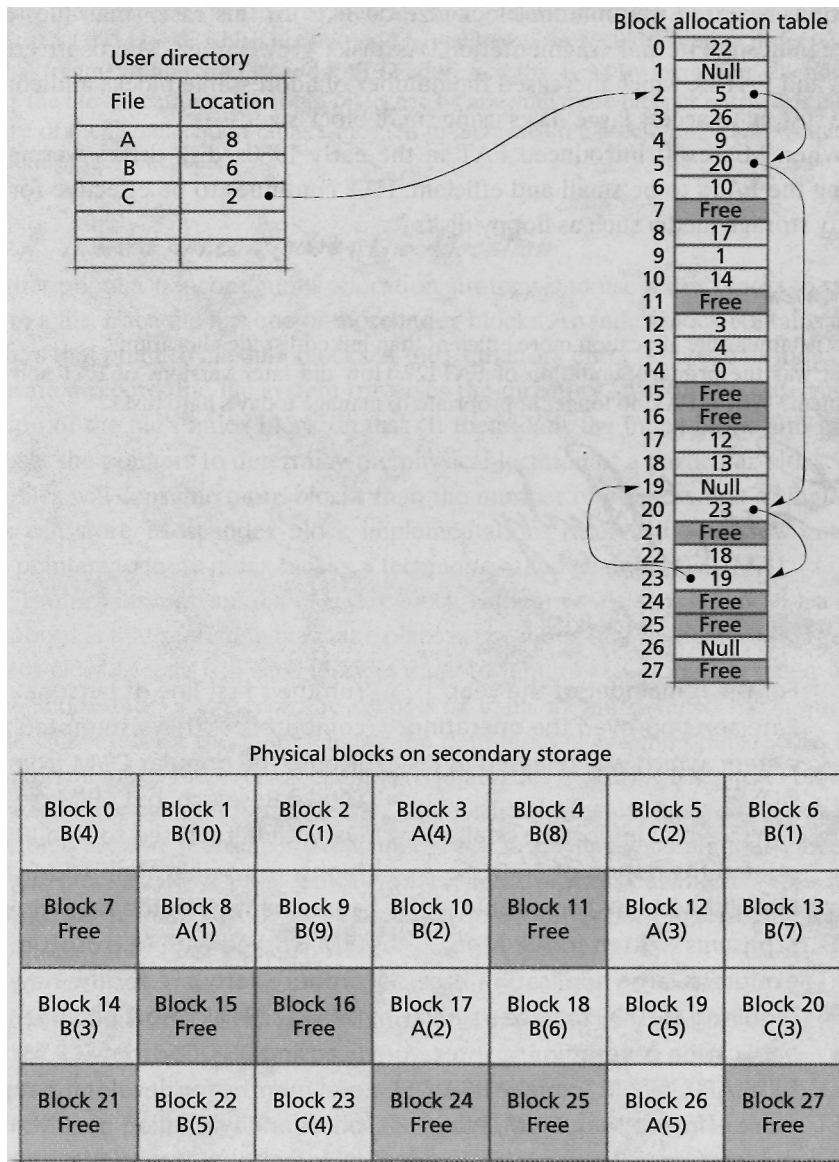 Block allocation table
User directory
File Location
A 8
B 6
C 2
0 22
1 Null
2 5
3 26
4 9
5 20
6 10
7 Free
8 17
9 1
10 14
11 Free
12 3
13 4
14 0
15 Free
16 Free
17 12
18 13
19 Null
20 23
21 Free
22 18
23 19
24 Free
25 Free
26 Null
27 Free
Physical blocks on secondary storage
Block 0 Block 1 Block 2 Block 3 Block 4 Block 5 Block 6
B(4) B(10) C(1) A(4) B(8) C(2) B(1)
Block 7 Block 8 Block 9 Block 10 Block 11 Block 12 Block 13
Free A(1) B(9) B(2) Free A(3) B(7)
Block 14 Block 15 Block 16 Block 17 Block 18 Block 19 Block 20
B(3) Free Free A(2) B(6) C(5) C(3)
Block 21 Block 22 Block 23 Block 24 Block 25 Block 26 Block 27
Free B(5) C(4) Free Free A(5) Free